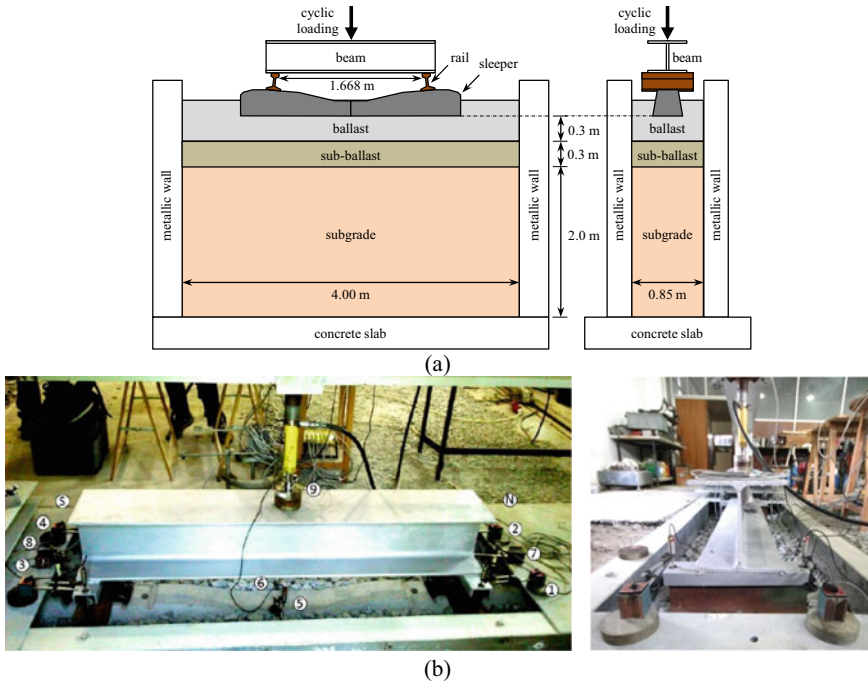 cyclic
loading
beam
rail
sleeper
1.668 m
ballast
0.3 m
sub-ballast
0.3 m
metallic wall
subgrade
metallic wall
2.0 m
4.00 m
concrete slab
cyclic
loading
beam
ballast
sub-ballast
metallic wall
subgrade
metallic wall
0.85 m
concrete slab
(a)
S
9
N
4
2
8
7
3
6
1
5
(b)